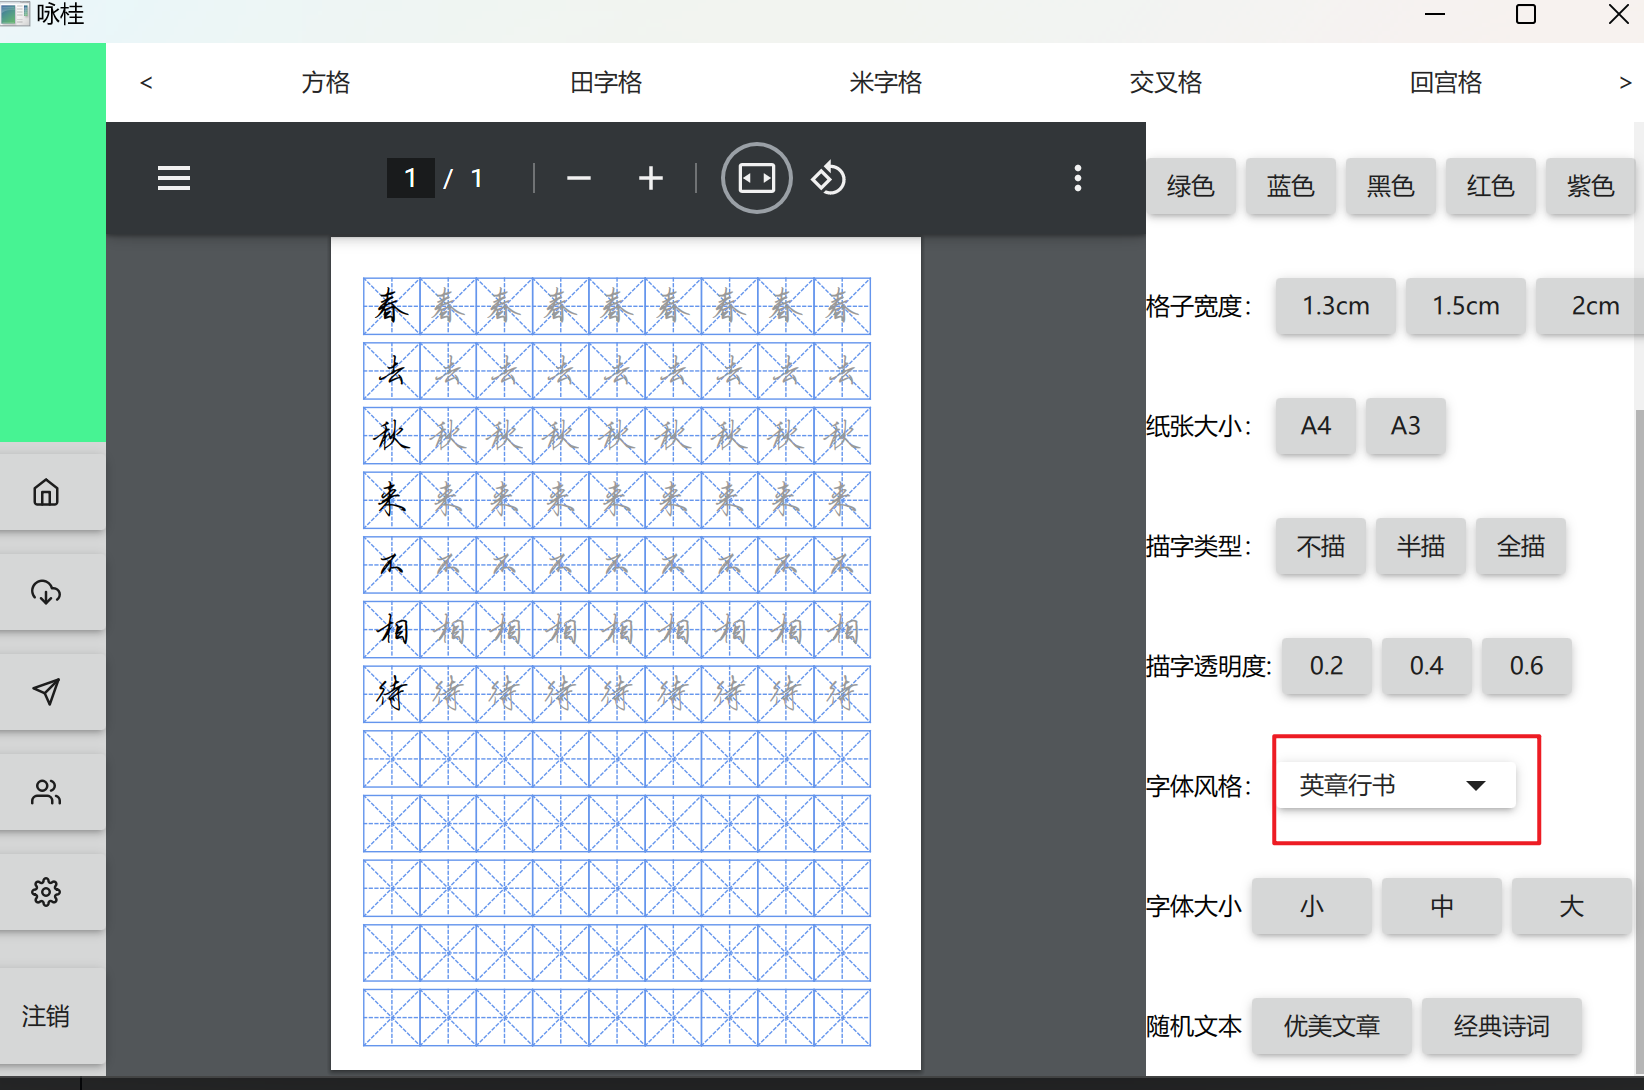 咏桂
< 方格 田字格 米字格 交叉格 回宫格 >
1 / 1
绿色 蓝色 黑色 红色 紫色
格子宽度: 1.3cm 1.5cm 2cm
纸张大小: A4 A3
描字类型: 不描 半描 全描
描字透明度: 0.2 0.4 0.6
字体风格: 英章行书
字体大小 小 中 大
随机文本 优美文章 经典诗词
注销
春 春 春 春 春 春 春 春 春
去 去 去 去 去 去 去 去 去
秋 秋 秋 秋 秋 秋 秋 秋 秋
来 来 来 来 来 来 来 来 来
不 不 不 不 不 不 不 不 不
相 相 相 相 相 相 相 相 相
待 待 待 待 待 待 待 待 待